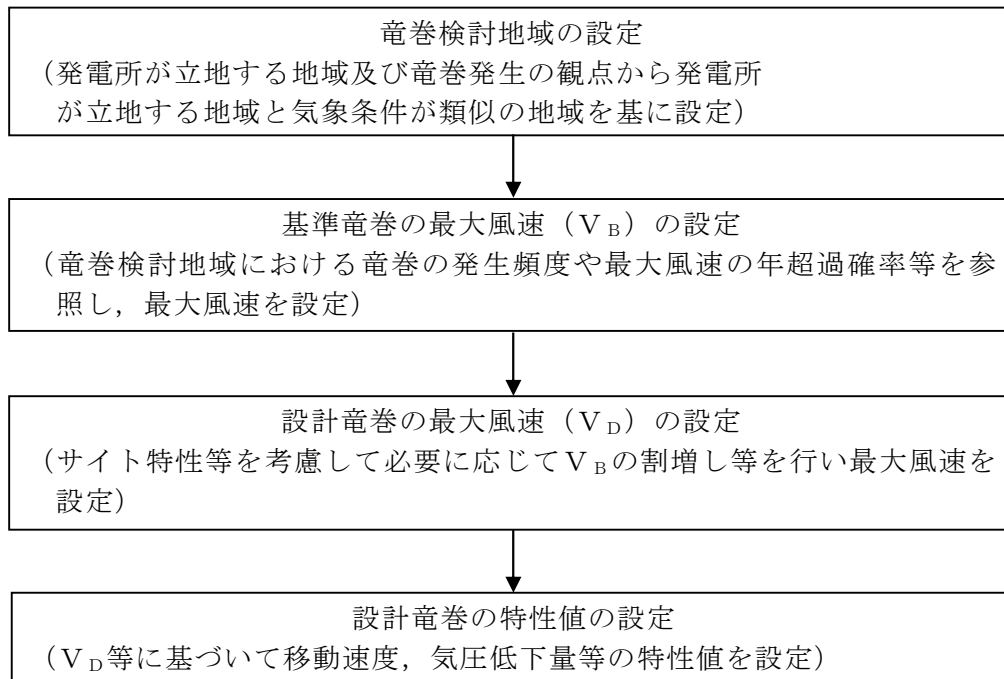 竜巻検討地域の設定
（発電所が立地する地域及び竜巻発生の観点から発電所
が立地する地域と気象条件が類似の地域を基に設定）
基準竜巻の最大風速（ＶＢ）の設定
（竜巻検討地域における竜巻の発生頻度や最大風速の年超過確率等を参
照し，最大風速を設定）
設計竜巻の最大風速（ＶＤ）の設定
（サイト特性等を考慮して必要に応じてＶＢの割増し等を行い最大風速を
設定）
設計竜巻の特性値の設定
（ＶＤ等に基づいて移動速度，気圧低下量等の特性値を設定）